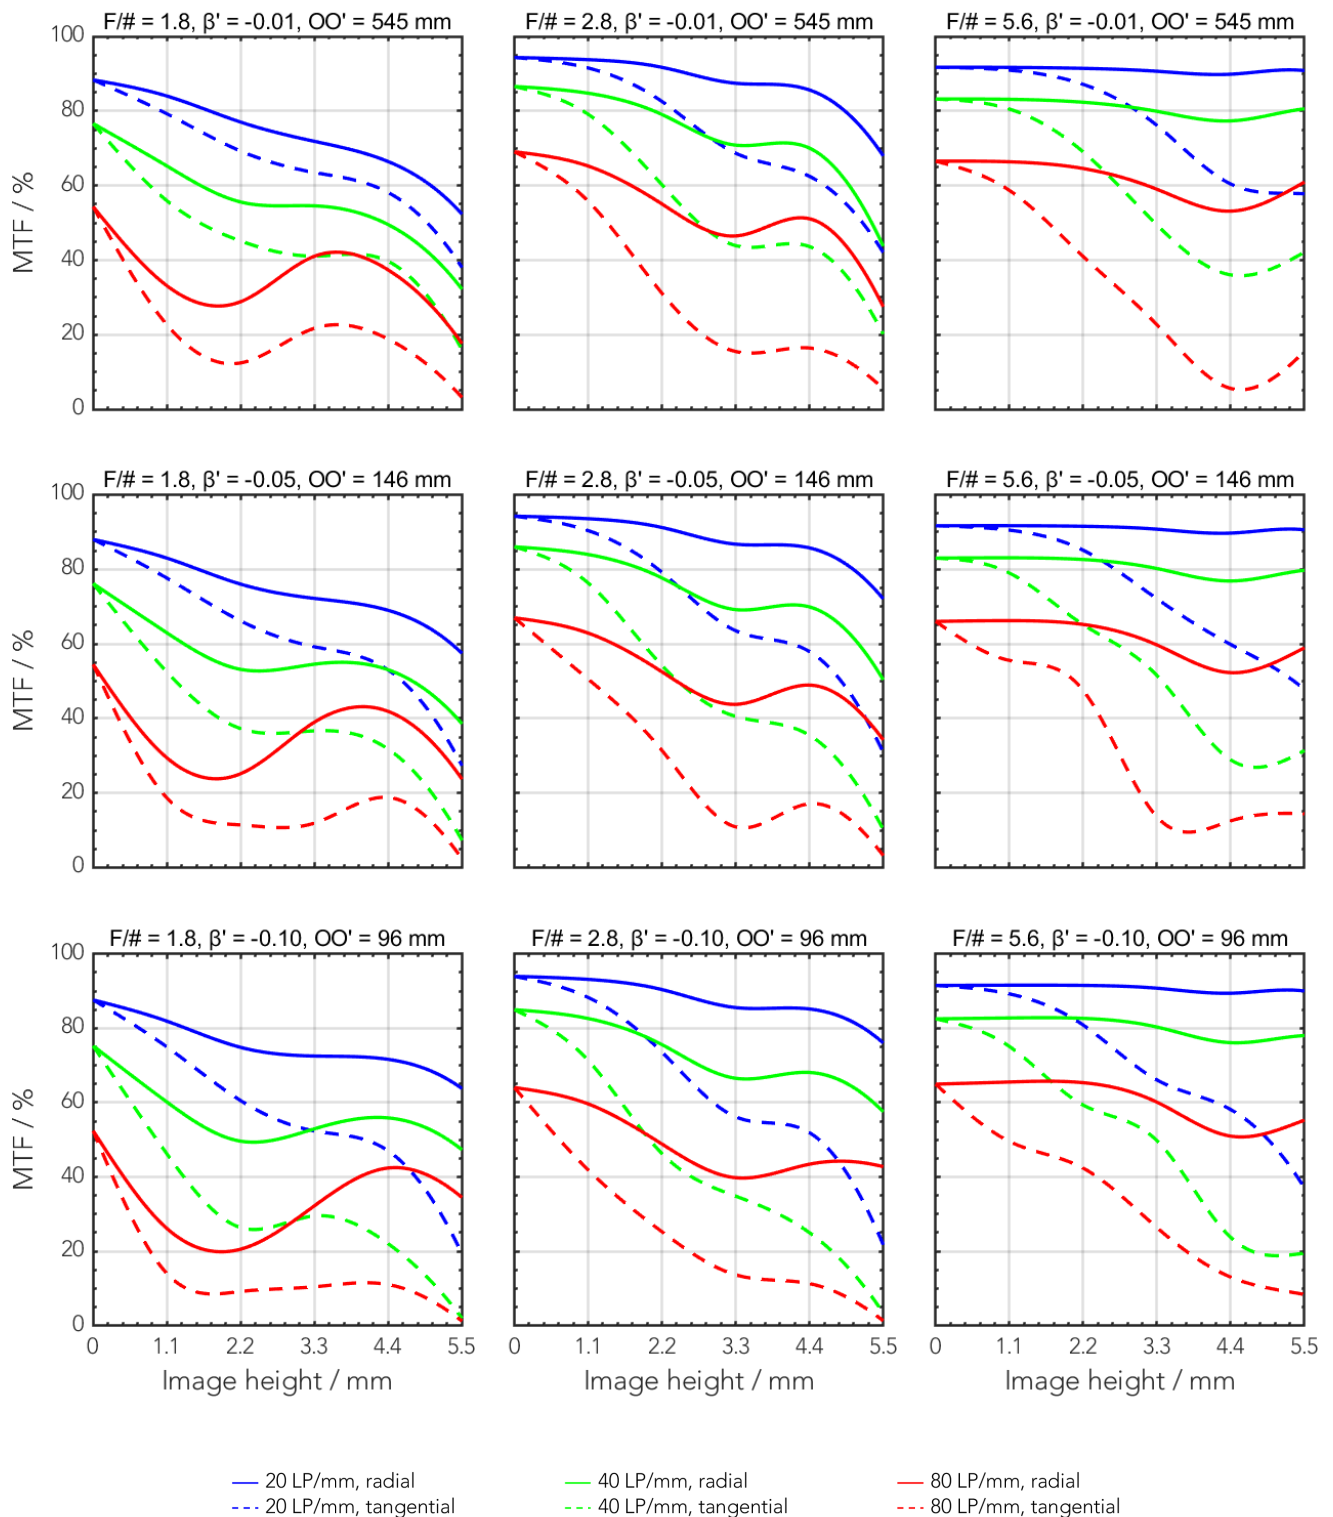 F/# = 1.8, β' = -0.01, OO' = 545 mm
F/# = 2.8, β' = -0.01, OO' = 545 mm
F/# = 5.6, β' = -0.01, OO' = 545 mm
100
80
60
40
20
0
MTF / %
F/# = 1.8, β' = -0.05, OO' = 146 mm
F/# = 2.8, β' = -0.05, OO' = 146 mm
F/# = 5.6, β' = -0.05, OO' = 146 mm
100
80
60
40
20
0
MTF / %
F/# = 1.8, β' = -0.10, OO' = 96 mm
F/# = 2.8, β' = -0.10, OO' = 96 mm
F/# = 5.6, β' = -0.10, OO' = 96 mm
100
80
60
40
20
0
MTF / %
0 1.1 2.2 3.3 4.4 5.5
0 1.1 2.2 3.3 4.4 5.5
0 1.1 2.2 3.3 4.4 5.5
Image height / mm
Image height / mm
Image height / mm
20 LP/mm, radial
40 LP/mm, radial
80 LP/mm, radial
20 LP/mm, tangential
40 LP/mm, tangential
80 LP/mm, tangential